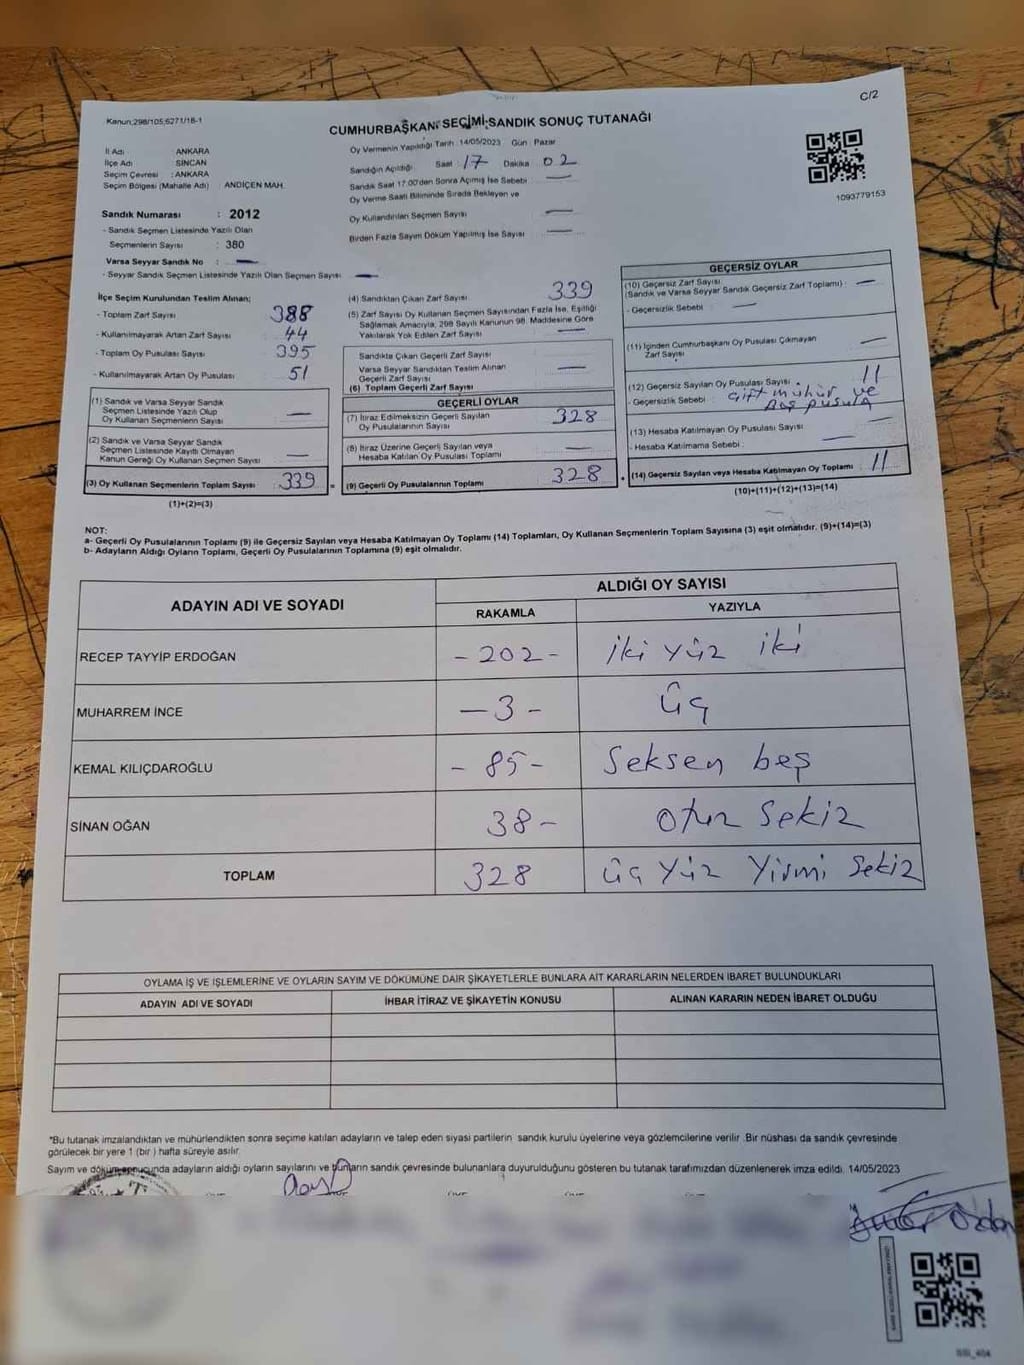 C/2
Kanun;298/105,6271/18-1
CUMHURBAŞKANI SEÇİMİ SANDIK SONUÇ TUTANAĞI
İl Adı : ANKARA
İlçe Adı : SİNCAN
Seçim Çevresi : ANKARA
Seçim Bölgesi (Mahalle Adı) : ANDİÇEN MAH.
Oy Vermenin Yapıldığı Tarih :14/05/2023 Gün : Pazar
Sandığın Açıldığı Saat : 17 Dakika 02
Sandık Saat 17.00'den Sonra Açılmış İse Sebebi
Oy Verme Saati Bitiminde Sırada Bekleyen ve
Oy Kullandırılan Seçmen Sayısı
Birden Fazla Sayım Döküm Yapılmış İse Sayısı
1093779153
Sandık Numarası : 2012
- Sandık Seçmen Listesinde Yazılı Olan
Seçmenlerin Sayısı : 380
Varsa Seyyar Sandık No :
- Seyyar Sandık Seçmen Listesinde Yazılı Olan Seçmen Sayısı
İlçe Seçim Kurulundan Teslim Alınan;
- Toplam Zarf Sayısı : 388
- Kullanılmayarak Artan Zarf Sayısı : 44
- Toplam Oy Pusulası Sayısı : 395
- Kullanılmayarak Artan Oy Pusulası : 51
(1) Sandık ve Varsa Seyyar Sandık
Seçmen Listesinde Yazılı Olup
Oy Kullanan Seçmenlerin Sayısı
(2) Sandık ve Varsa Seyyar Sandık
Seçmen Listesinde Kayıtlı Olmayan
Kanun Gereği Oy Kullanan Seçmen Sayısı
(3) Oy Kullanan Seçmenlerin Toplam Sayısı 339
(1)+(2)=(3)
(4) Sandıktan Çıkan Zarf Sayısı 339
(5) Zarf Sayısı Oy Kullanan Seçmen Sayısından Fazla İse, Eşitliği
Sağlamak Amacıyla, 298 Sayılı Kanunun 98. Maddesine Göre
Yakılarak Yok Edilen Zarf Sayısı
Sandıkta Çıkan Geçerli Zarf Sayısı
Varsa Seyyar Sandıktan Teslim Alınan
Geçerli Zarf Sayısı
(6) Toplam Geçerli Zarf Sayısı
GEÇERLİ OYLAR
(7) İtiraz Edilmeksizin Geçerli Sayılan
Oy Pusulalarının Sayısı 328
(8) İtiraz Üzerine Geçerli Sayılan veya
Hesaba Katılan Oy Pusulası Toplamı
(9) Geçerli Oy Pusulalarının Toplamı 328
GEÇERSİZ OYLAR
(10) Geçersiz Zarf Sayısı
(Sandık ve Varsa Seyyar Sandık Geçersiz Zarf Toplamı) :
- Geçersizlik Sebebi :
(11) İçinden Cumhurbaşkanı Oy Pusulası Çıkmayan
Zarf Sayısı
(12) Geçersiz Sayılan Oy Pusulası Sayısı : 11
- Geçersizlik Sebebi : Çift mühür ve
Boş pusula
(13) Hesaba Katılmayan Oy Pusulası Sayısı
- Hesaba Katılmama Sebebi :
(14) Geçersiz Sayılan veya Hesaba Katılmayan Oy Toplamı 11
(10)+(11)+(12)+(13)=(14)
NOT:
a- Geçerli Oy Pusulalarının Toplamı (9) ile Geçersiz Sayılan veya Hesaba Katılmayan Oy Toplamı (14) Toplamları, Oy Kullanan Seçmenlerin Toplam Sayısına (3) eşit olmalıdır. (9)+(14)=(3)
b- Adayların Aldığı Oyların Toplamı, Geçerli Oy Pusulalarının Toplamına (9) eşit olmalıdır.
ADAYIN ADI VE SOYADI
ALDIĞI OY SAYISI
RAKAMLA YAZIYLA
RECEP TAYYİP ERDOĞAN - 202 - iki yüz iki
MUHARREM İNCE - 3 - üç
KEMAL KILIÇDAROĞLU - 85 - Seksen beş
SİNAN OĞAN 38 - otuz sekiz
TOPLAM 328 üç yüz yirmi sekiz
OYLAMA İŞ VE İŞLEMLERİNE VE OYLARIN SAYIM VE DÖKÜMÜNE DAİR ŞİKAYETLERLE BUNLARA AİT KARARLARIN NELERDEN İBARET BULUNDUKLARI
ADAYIN ADI VE SOYADI İHBAR İTİRAZ VE ŞİKAYETİN KONUSU ALINAN KARARIN NEDEN İBARET OLDUĞU
*Bu tutanak imzalandıktan ve mühürlendikten sonra seçime katılan adayların ve talep eden siyasi partilerin sandık kurulu üyelerine veya gözlemcilerine verilir .Bir nüshası da sandık çevresinde
görülecek bir yere 1 (bir ) hafta süreyle asılır.
Sayım ve döküm sonucunda adayların aldığı oyların sayılarını ve bunların sandık çevresinde bulunanlara duyurulduğunu gösteren bu tutanak tarafımızdan düzenlenerek imza edildi. 14/05/2023